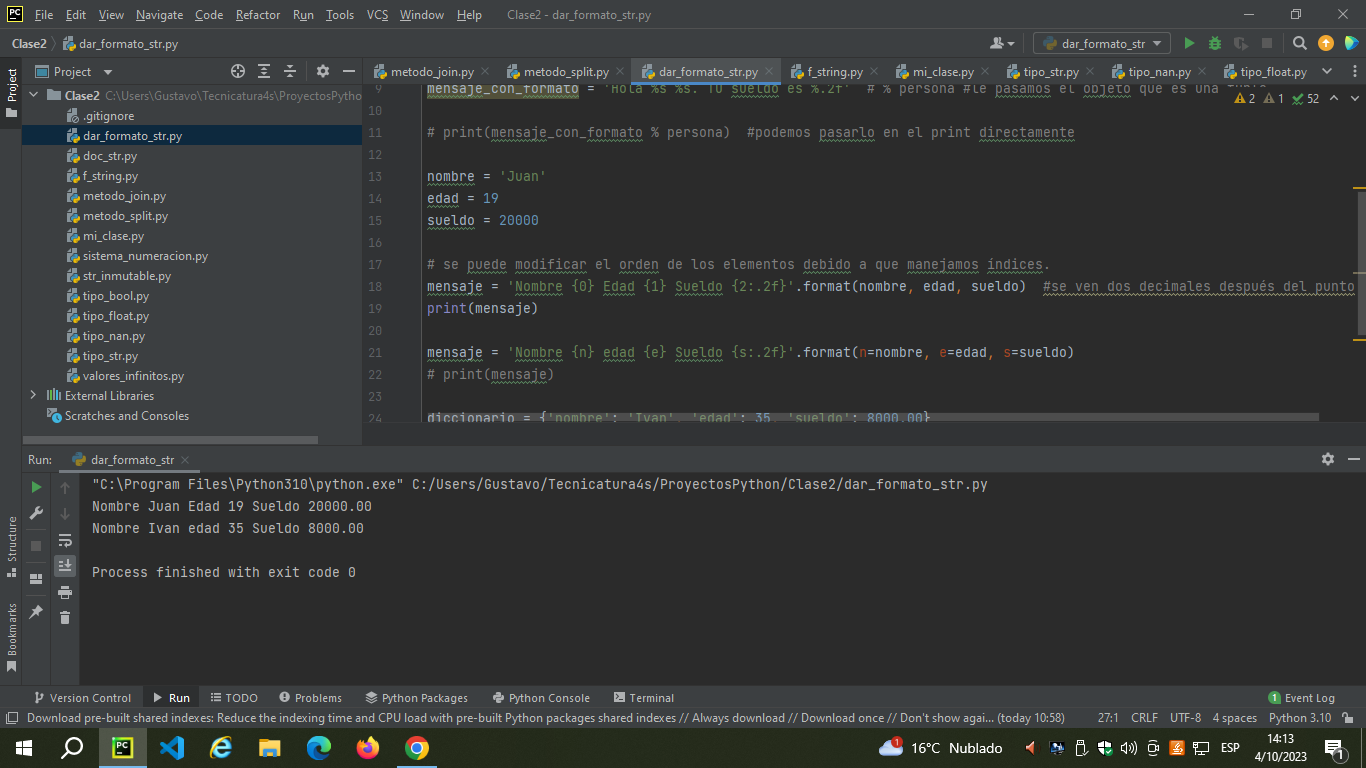 PC File Edit View Navigate Code Refactor Run Tools VCS Window Help Clase2 - dar_formato_str.py
Clase2 dar_formato_str.py dar_formato_str
Project
Project
metodo_join.py metodo_split.py dar_formato_str.py f_string.py mi_clase.py tipo_str.py tipo_nan.py tipo_float.py
Clase2 C:\Users\Gustavo\Tecnicatura4s\ProyectosPytho
.gitignore
dar_formato_str.py
doc_str.py
f_string.py
metodo_join.py
metodo_split.py
mi_clase.py
sistema_numeracion.py
str_inmutable.py
tipo_bool.py
tipo_float.py
tipo_nan.py
tipo_str.py
valores_infinitos.py
External Libraries
Scratches and Consoles
2 1 52
9 mensaje_con_formato = 'Hola %s %s. Tu sueldo es %.2f' # % persona #le pasamos el objeto que es una
10
11 # print(mensaje_con_formato % persona) #podemos pasarlo en el print directamente
12
13 nombre = 'Juan'
14 edad = 19
15 sueldo = 20000
16
17 # se puede modificar el orden de los elementos debido a que manejamos indices.
18 mensaje = 'Nombre {0} Edad {1} Sueldo {2:.2f}'.format(nombre, edad, sueldo) #se ven dos decimales después del punto
19 print(mensaje)
20
21 mensaje = 'Nombre {n} edad {e} Sueldo {s:.2f}'.format(n=nombre, e=edad, s=sueldo)
22 # print(mensaje)
23
24 diccionario = {'nombre': 'Ivan', 'edad': 35, 'sueldo': 8000.00}
Run: dar_formato_str
"C:\Program Files\Python310\python.exe" C:/Users/Gustavo/Tecnicatura4s/ProyectosPython/Clase2/dar_formato_str.py
Nombre Juan Edad 19 Sueldo 20000.00
Nombre Ivan edad 35 Sueldo 8000.00
Process finished with exit code 0
Structure
Bookmarks
Version Control Run TODO Problems Python Packages Python Console Terminal 1 Event Log
Download pre-built shared indexes: Reduce the indexing time and CPU load with pre-built Python packages shared indexes // Always download // Download once // Don't show agai... (today 10:58) 27:1 CRLF UTF-8 4 spaces Python 3.10
PC 1 16°C Nublado ESP 14:13
4/10/2023 1